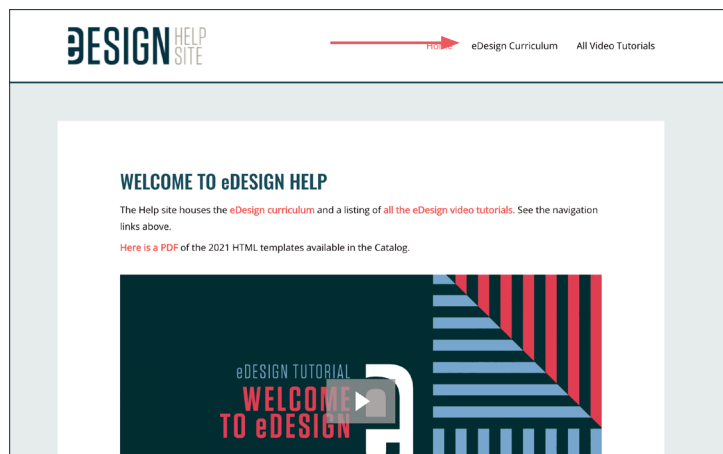 eDESIGN HELP SITE
Home eDesign Curriculum All Video Tutorials
WELCOME TO eDESIGN HELP
The Help site houses the eDesign curriculum and a listing of all the eDesign video tutorials. See the navigation
links above.
Here is a PDF of the 2021 HTML templates available in the Catalog.
eDESIGN TUTORIAL
WELCOME
TO eDESIGN